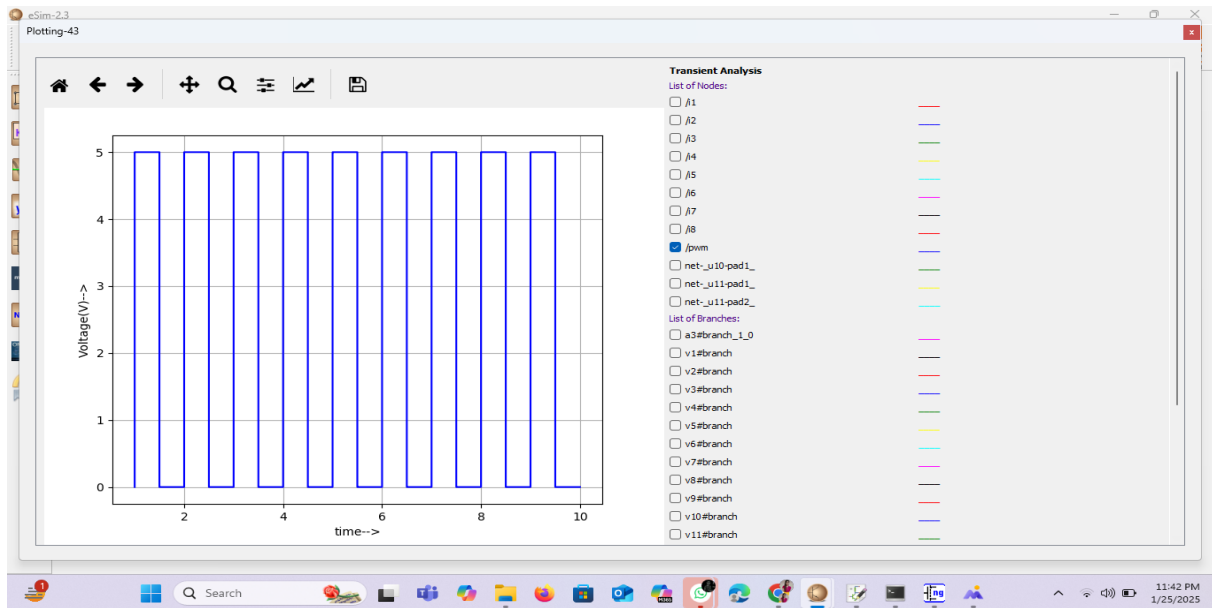 eSim-2.3
Plotting-43
Transient Analysis
List of Nodes:
/i1
/i2
/i3
/i4
/i5
/i6
/i7
/i8
/pwm
net-_u10-pad1_
net-_u11-pad1_
net-_u11-pad2_
List of Branches:
a3#branch_1_0
v1#branch
v2#branch
v3#branch
v4#branch
v5#branch
v6#branch
v7#branch
v8#branch
v9#branch
v10#branch
v11#branch
Voltage(V)-->
5
4
3
2
1
0
2 4 6 8 10
time-->
1
Search
11:42 PM
1/25/2025